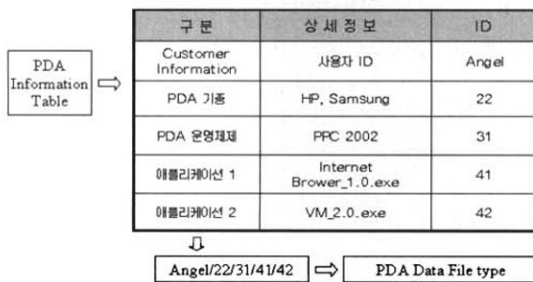 구 분 상 세 정 보 ID
Customer Information 사용자 ID Angel
PDA Information Table
PDA 기종 HP, Samsung 22
PDA 운영체제 PPC 2002 31
애플리케이션 1 Internet Brower_1.0.exe 41
애플리케이션 2 VM_2.0.exe 42
Angel/22/31/41/42 PDA Data File type